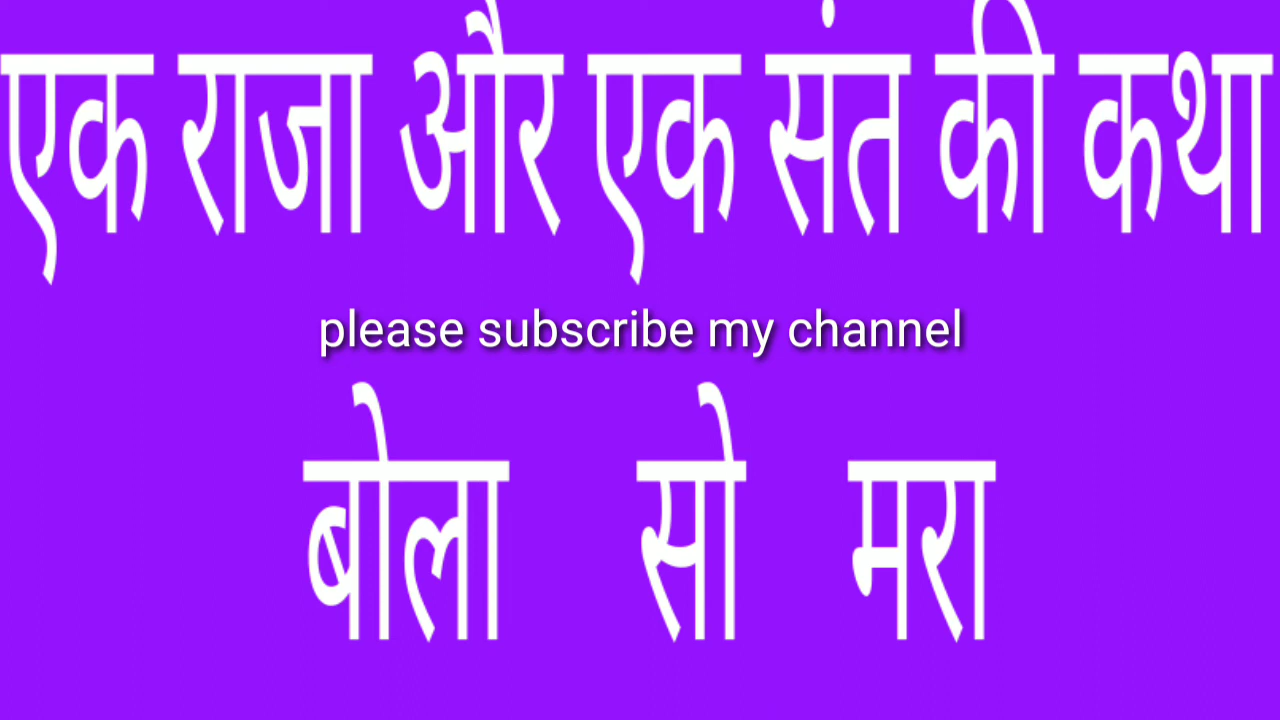 एक राजा और एक संत की कथा
please subscribe my channel
बोला सो मरा